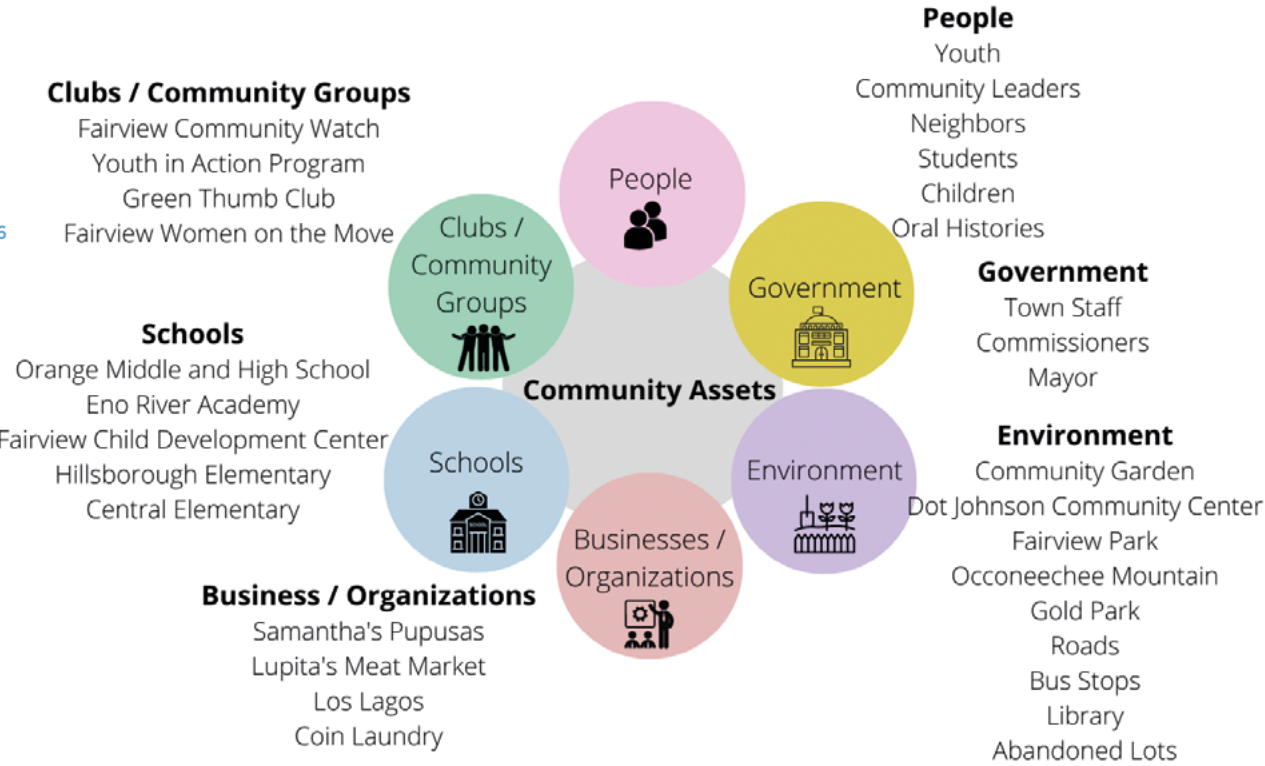 People
Youth
Community Leaders
Neighbors
Students
Children
Oral Histories
Clubs / Community Groups
Fairview Community Watch
Youth in Action Program
Green Thumb Club
Fairview Women on the Move
6
People
Clubs /
Community
Groups
Government
Government
Town Staff
Commissioners
Mayor
Schools
Orange Middle and High School
Eno River Academy
Fairview Child Development Center
Hillsborough Elementary
Central Elementary
Community Assets
Schools
SCHOOL
Environment
Environment
Community Garden
Dot Johnson Community Center
Fairview Park
Occoneechee Mountain
Gold Park
Roads
Bus Stops
Library
Abandoned Lots
Businesses /
Organizations
Business / Organizations
Samantha's Pupusas
Lupita's Meat Market
Los Lagos
Coin Laundry